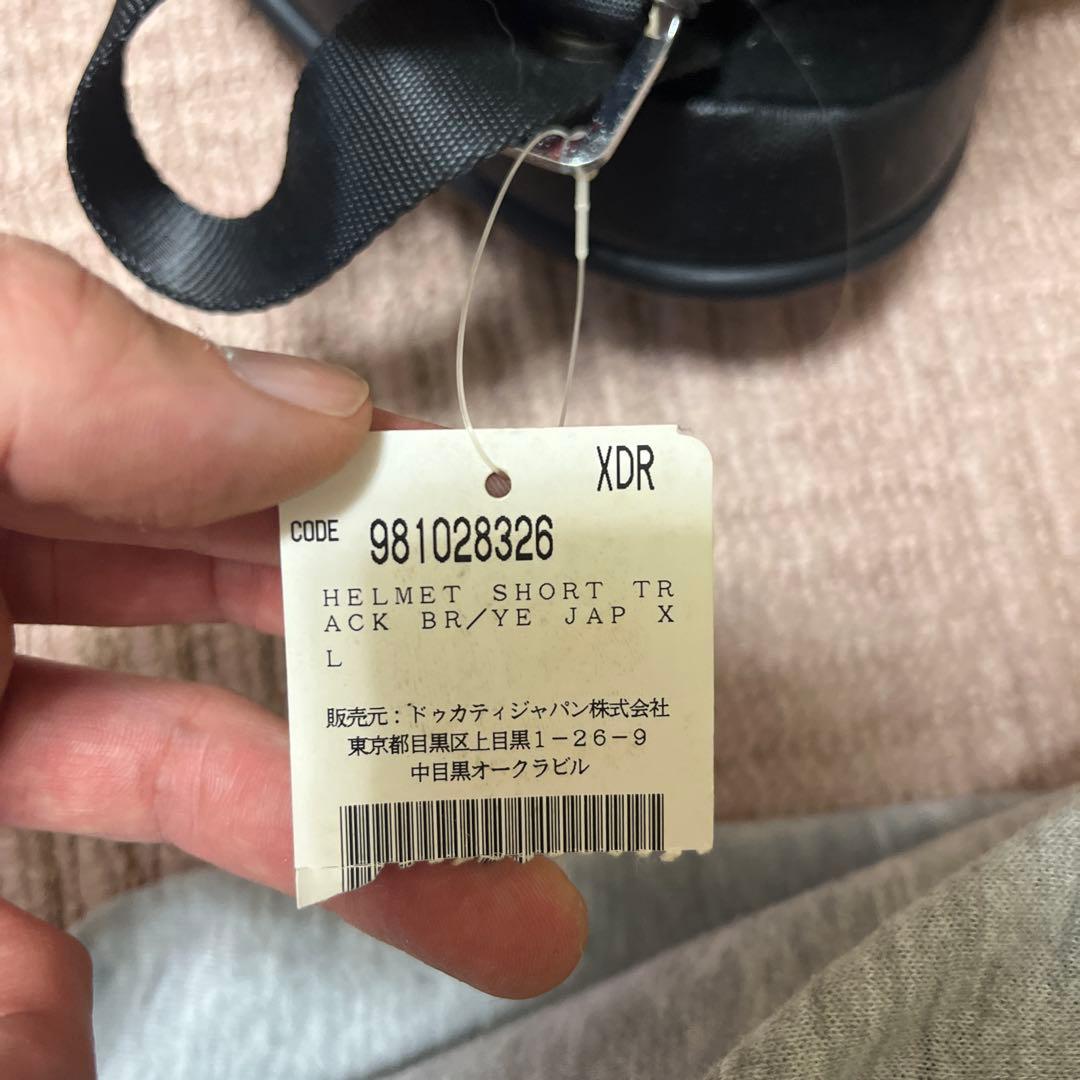 XDR
CODE 981028326
HELMET SHORT TR
ACK BR/YE JAP X
L
販売元：ドゥカティジャパン株式会社
東京都目黒区上目黒1－26－9
中目黒オークラビル